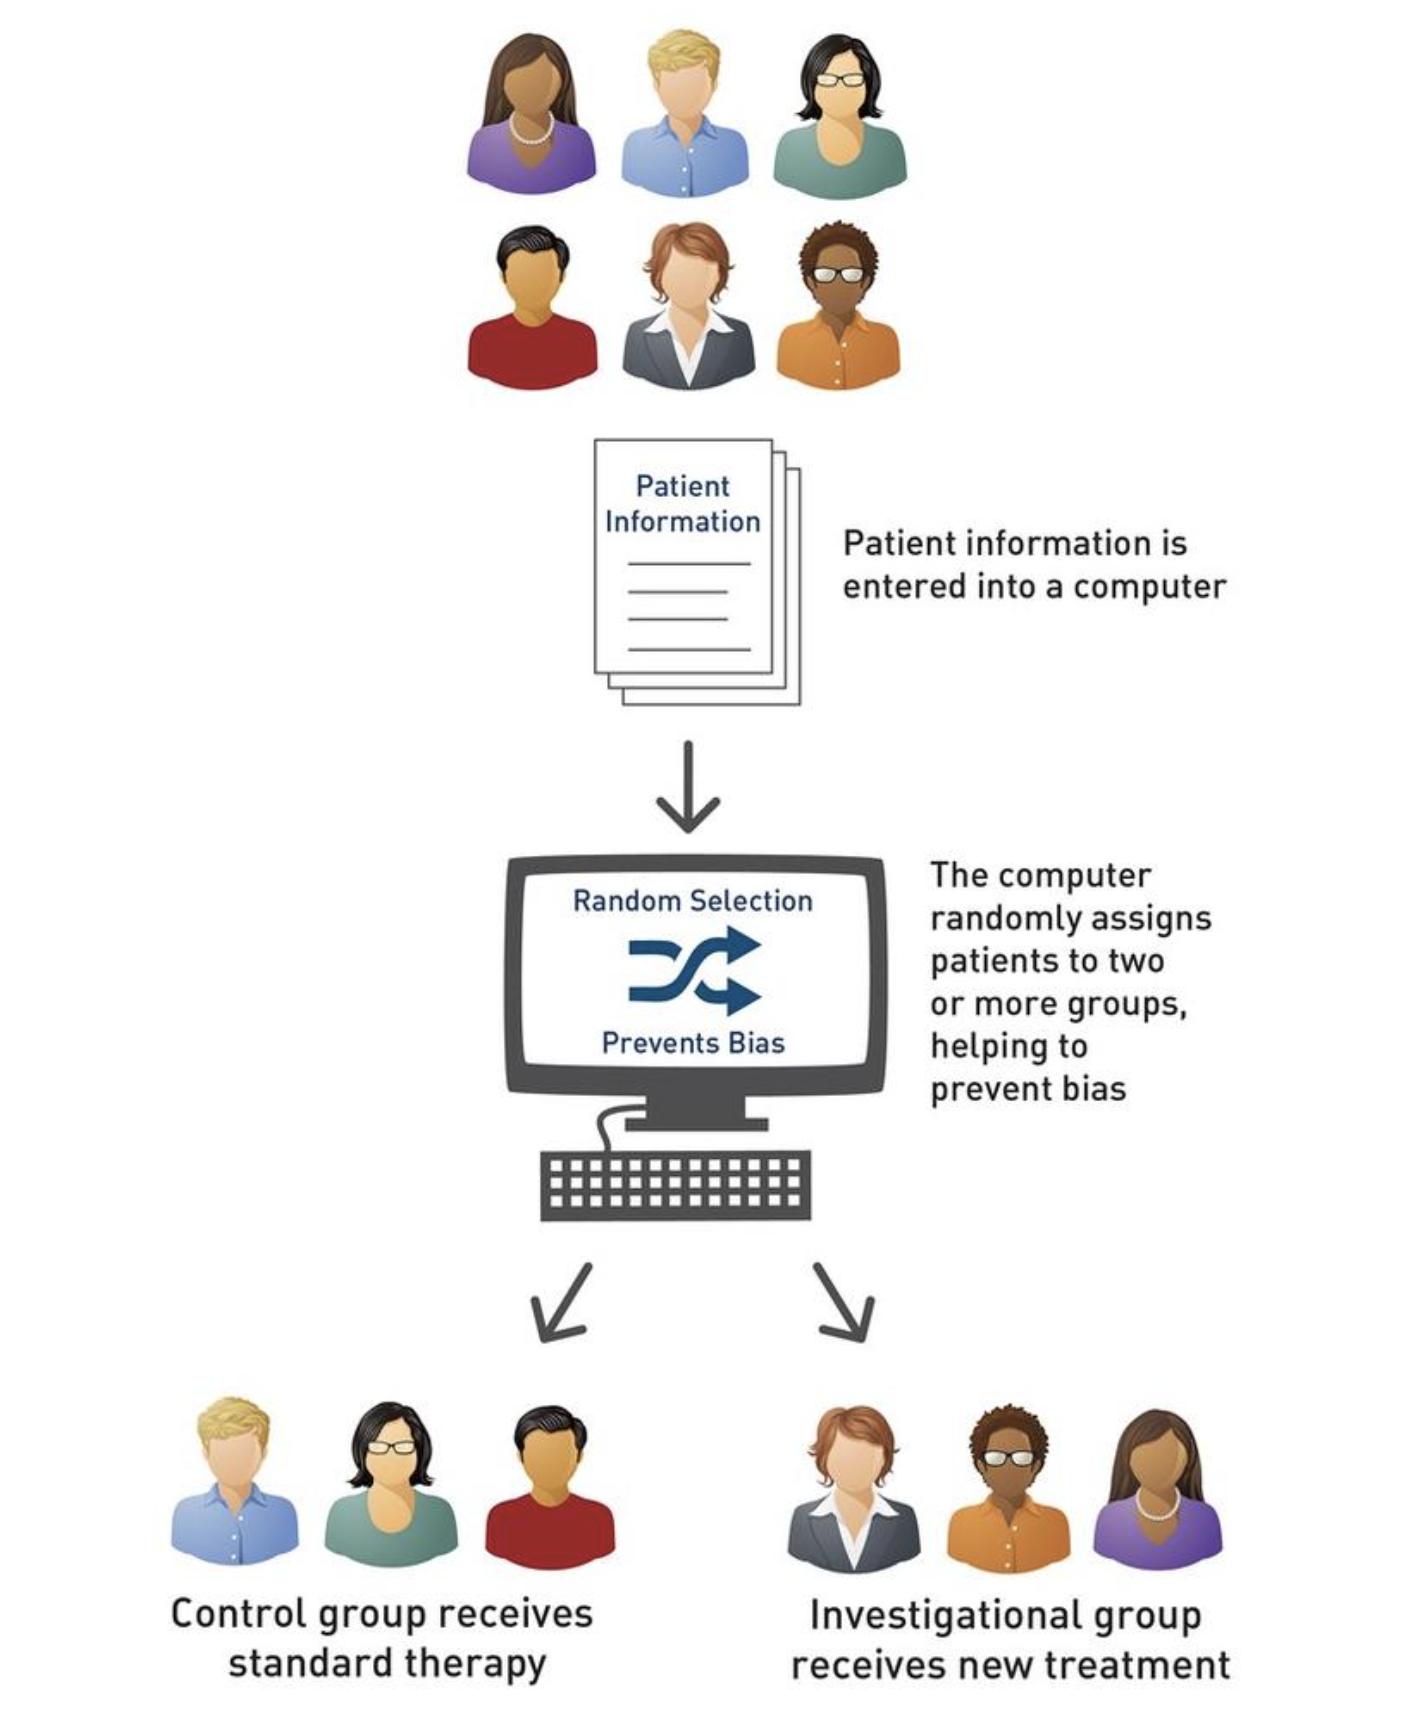 Patient
Information
Patient information is
entered into a computer
Random Selection
Prevents Bias
The computer
randomly assigns
patients to two
or more groups,
helping to
prevent bias
Control group receives
standard therapy
Investigational group
receives new treatment